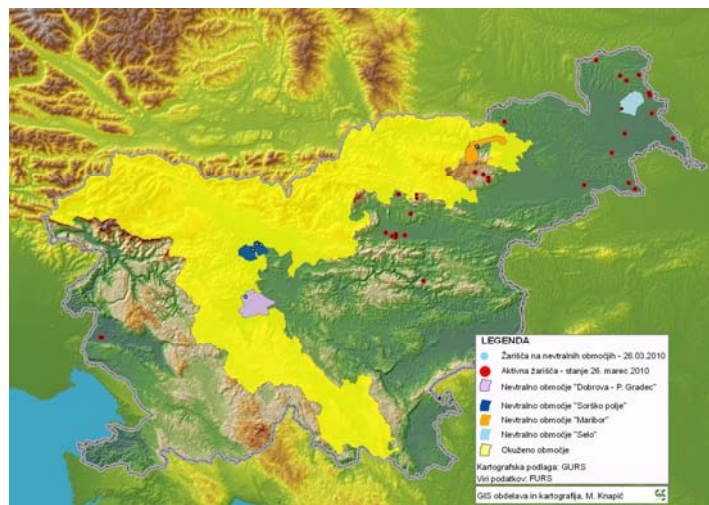 LEGENDA
Žarišča na nevtralnih območjih - 26.03.2010
Aktivna žarišča - stanje 26. marec 2010
Nevtralno območje "Dobrova - P. Gradec"
Nevtralno območje "Sorško polje"
Nevtralno območje "Maribor"
Nevtralno območje "Selo"
Okuženo območje
Kartografska podlaga: GURS
Viri podatkov: FURS
GIS obdelava in kartografija, M. Knapič